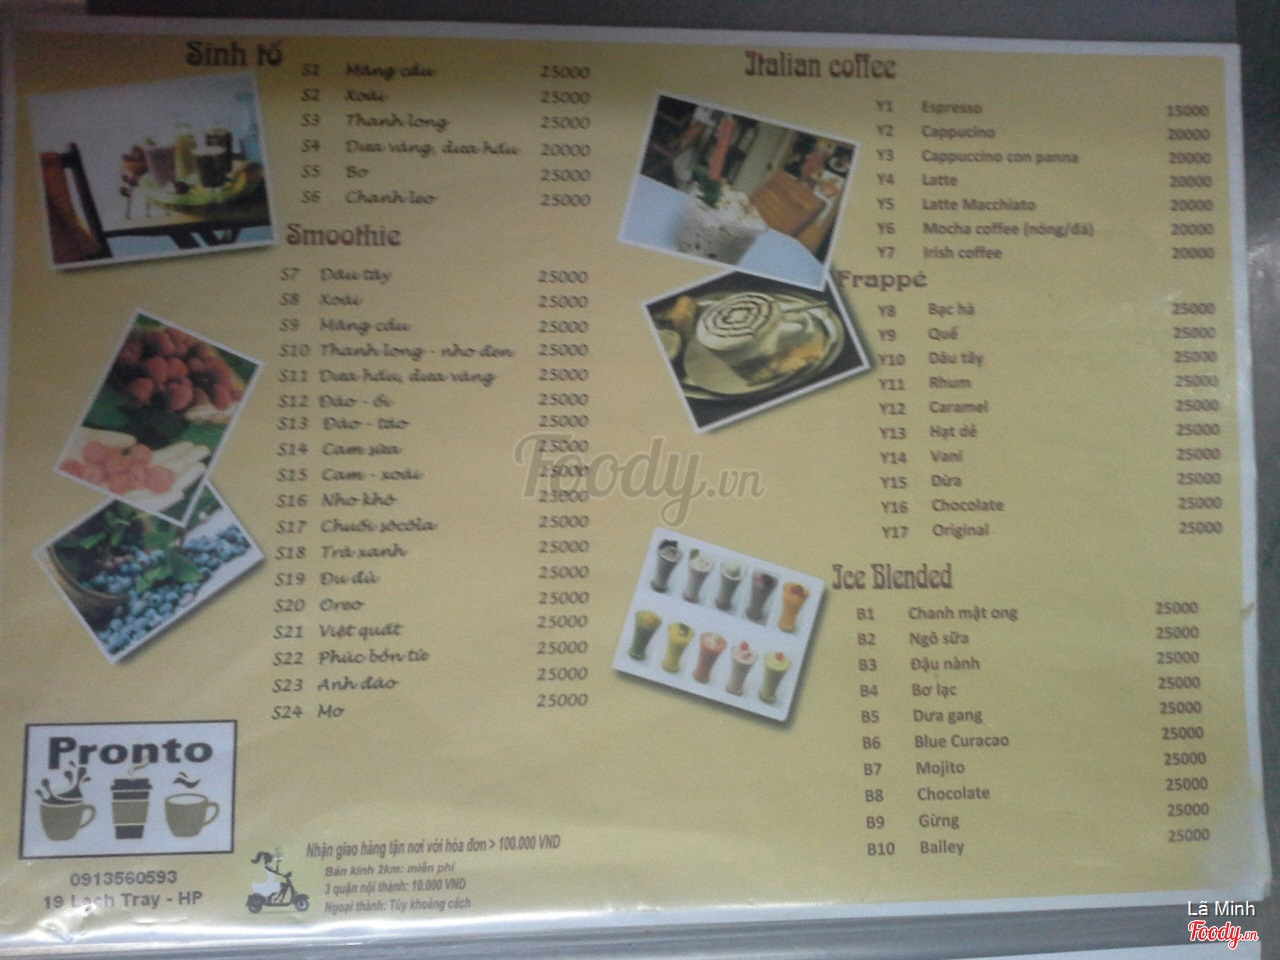 Sinh tố
S1 Mãng cầu 25000
S2 Xoài 25000
S3 Thanh long 25000
S4 Dưa vàng, dưa hấu 20000
S5 Bơ 25000
S6 Chanh leo 25000
Smoothie
S7 Dâu tây 25000
S8 Xoài 25000
S9 Mãng cầu 25000
S10 Thanh long - nho đen 25000
S11 Dưa hấu, dưa vàng 25000
S12 Đào - ổi 25000
S13 Đào - táo 25000
S14 Cam sữa 25000
S15 Cam - xoài 25000
S16 Nho khô 25000
S17 Chuối sôcôla 25000
S18 Trà xanh 25000
S19 Đu đủ 25000
S20 Oreo 25000
S21 Việt quất 25000
S22 Phúc bồn tử 25000
S23 Anh đào 25000
S24 Mơ 25000
Pronto
0913560593
19 Lạch Tray - HP
Nhận giao hàng tận nơi với hóa đơn > 100.000 VND
Bán kính 2km: miễn phí
3 quận nội thành: 10.000 VND
Ngoại thành: Tùy khoảng cách
Italian coffee
Y1 Espresso 15000
Y2 Cappucino 20000
Y3 Cappuccino con panna 20000
Y4 Latte 20000
Y5 Latte Macchiato 20000
Y6 Mocha coffee (nóng/đá) 20000
Y7 Irish coffee 20000
Frappé
Y8 Bạc hà 25000
Y9 Quế 25000
Y10 Dâu tây 25000
Y11 Rhum 25000
Y12 Caramel 25000
Y13 Hạt dẻ 25000
Y14 Vani 25000
Y15 Dừa 25000
Y16 Chocolate 25000
Y17 Original 25000
Ice Blended
B1 Chanh mật ong 25000
B2 Ngô sữa 25000
B3 Đậu nành 25000
B4 Bơ lạc 25000
B5 Dưa gang 25000
B6 Blue Curacao 25000
B7 Mojito 25000
B8 Chocolate 25000
B9 Gừng 25000
B10 Bailey 25000
Foody.vn
Lã Minh
Foody.vn